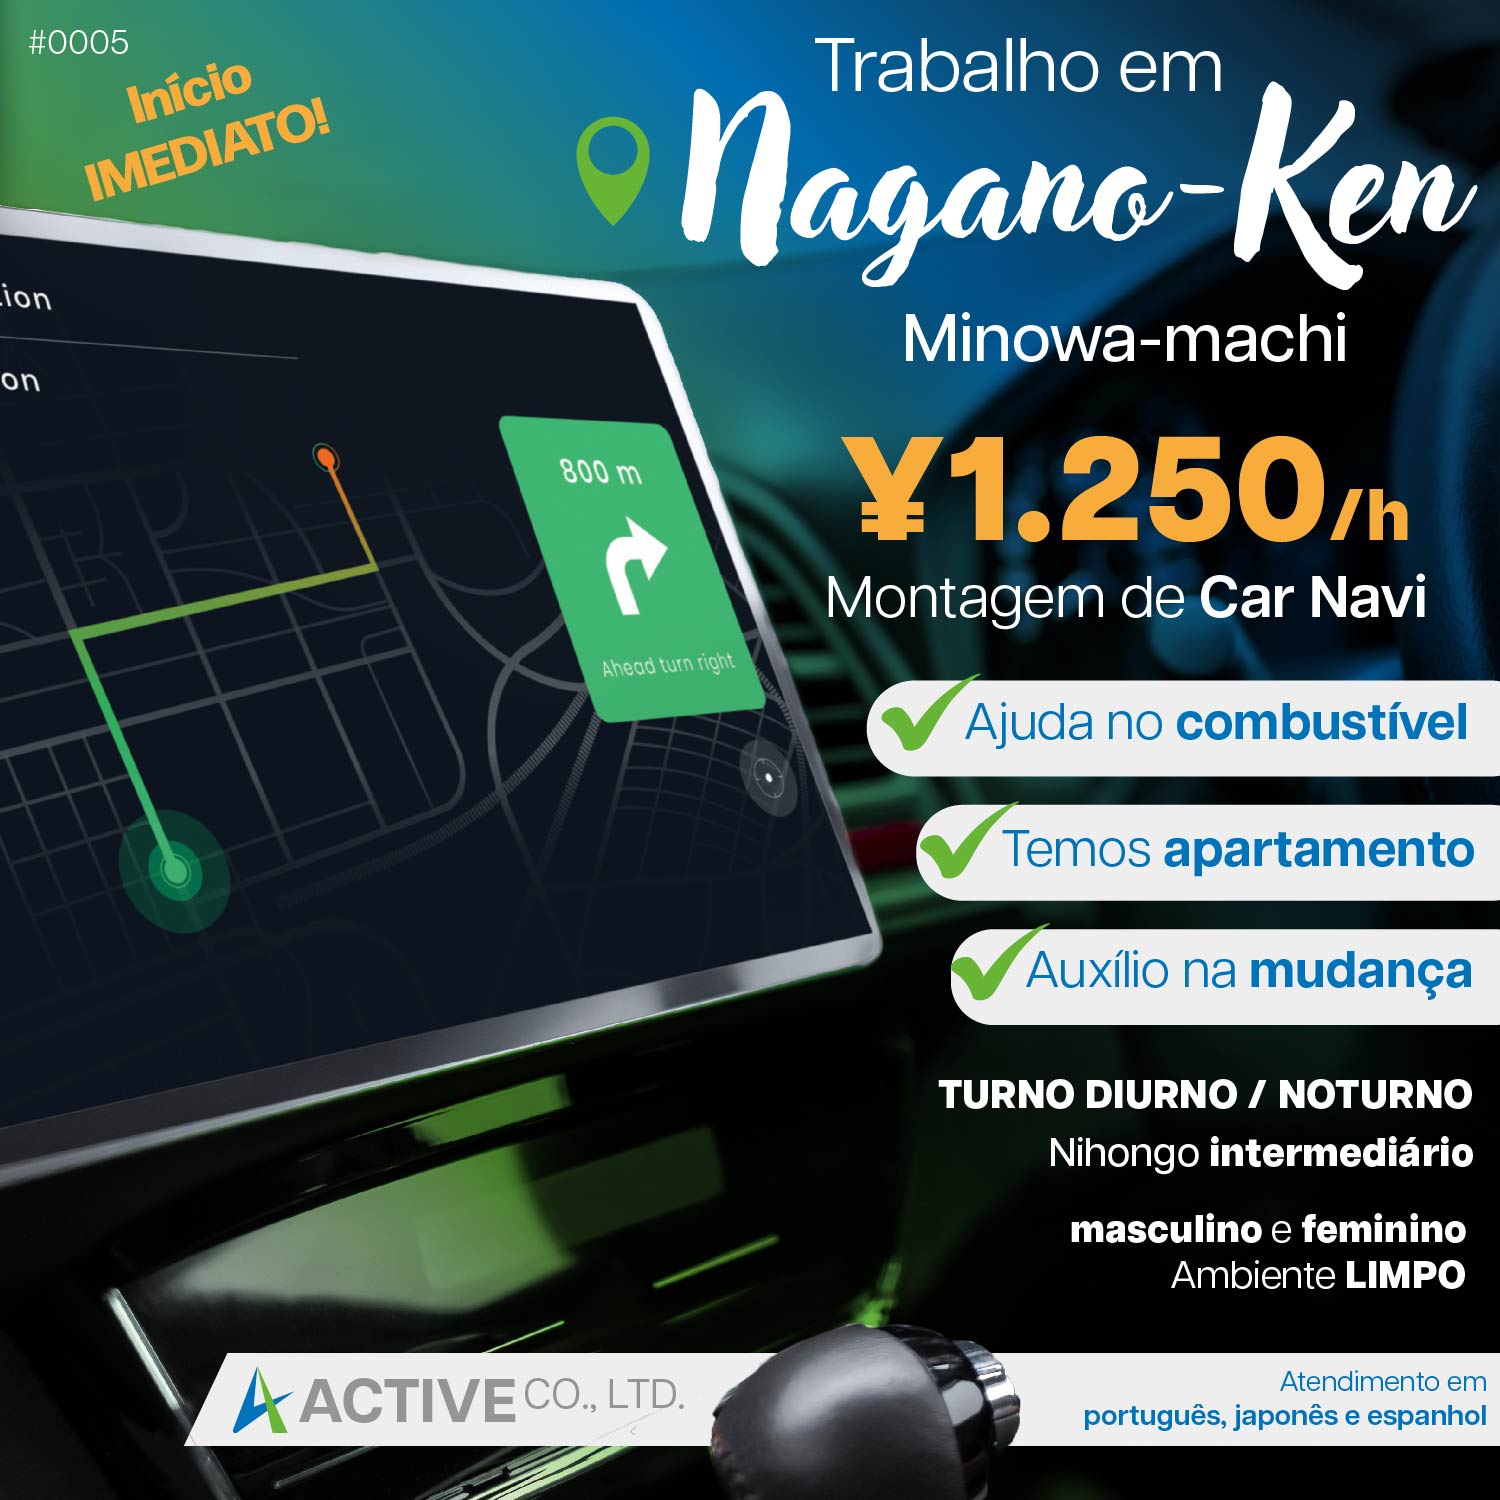 #0005
Início
IMEDIATO!
Trabalho em
Nagano-Ken
Minowa-machi
¥1.250/h
Montagem de Car Navi
tion
on
800 m
Ahead turn right
Ajuda no combustível
Temos apartamento
Auxílio na mudança
TURNO DIURNO / NOTURNO
Nihongo intermediário
masculino e feminino
Ambiente LIMPO
ACTIVE CO., LTD.
Atendimento em
português, japonês e espanhol